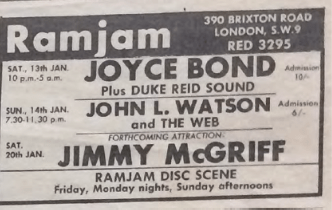 Ramjam
390 BRIXTON ROAD
LONDON, S.W.9
RED 3295
SAT., 13th JAN.
10 p.m.-5 a.m.
JOYCE BOND
Admission
10/-
Plus DUKE REID SOUND
SUN., 14th JAN.
7.30-11.30 p.m.
JOHN L. WATSON
Admission
6/-
and THE WEB
FORTHCOMING ATTRACTION:
SAT.
20th JAN:
JIMMY McGRIFF
RAMJAM DISC SCENE
Friday, Monday nights, Sunday afternoons